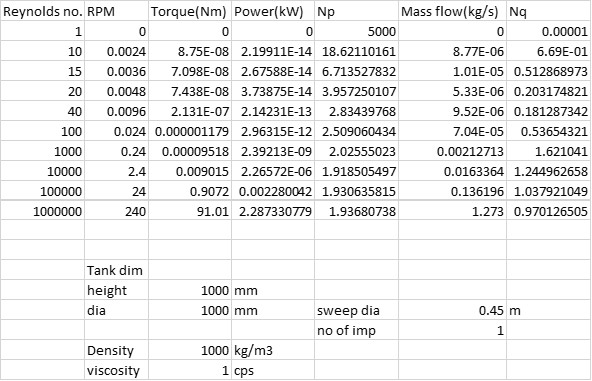 Reynolds no. RPM Torque(Nm) Power(kW) Np Mass flow(kg/s) Nq
1 0 0 0 5000 0 0.00001
10 0.0024 8.75E-08 2.19911E-14 18.62110161 8.77E-06 6.69E-01
15 0.0036 7.098E-08 2.67588E-14 6.713527832 1.01E-05 0.512868973
20 0.0048 7.438E-08 3.73875E-14 3.957250107 5.33E-06 0.203174821
40 0.0096 2.131E-07 2.14231E-13 2.83439768 9.52E-06 0.181287342
100 0.024 0.000001179 2.96315E-12 2.509060434 7.04E-05 0.53654321
1000 0.24 0.00009518 2.39213E-09 2.02555023 0.00212713 1.621041
10000 2.4 0.009015 2.26572E-06 1.918505497 0.0163364 1.244962658
100000 24 0.9072 0.002280042 1.930635815 0.136196 1.037921049
1000000 240 91.01 2.287330779 1.93680738 1.273 0.970126505
Tank dim
height 1000 mm
dia 1000 mm sweep dia 0.45 m
no of imp 1
Density 1000 kg/m3
viscosity 1 cps